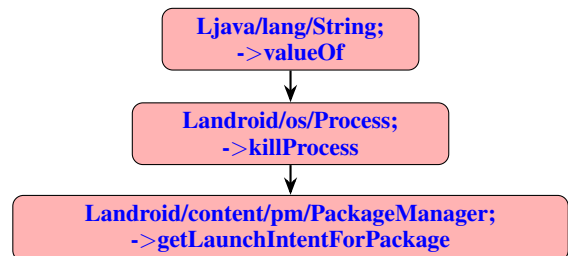 Ljava/lang/String;
->valueOf
Landroid/os/Process;
->killProcess
Landroid/content/pm/PackageManager;
->getLaunchIntentForPackage